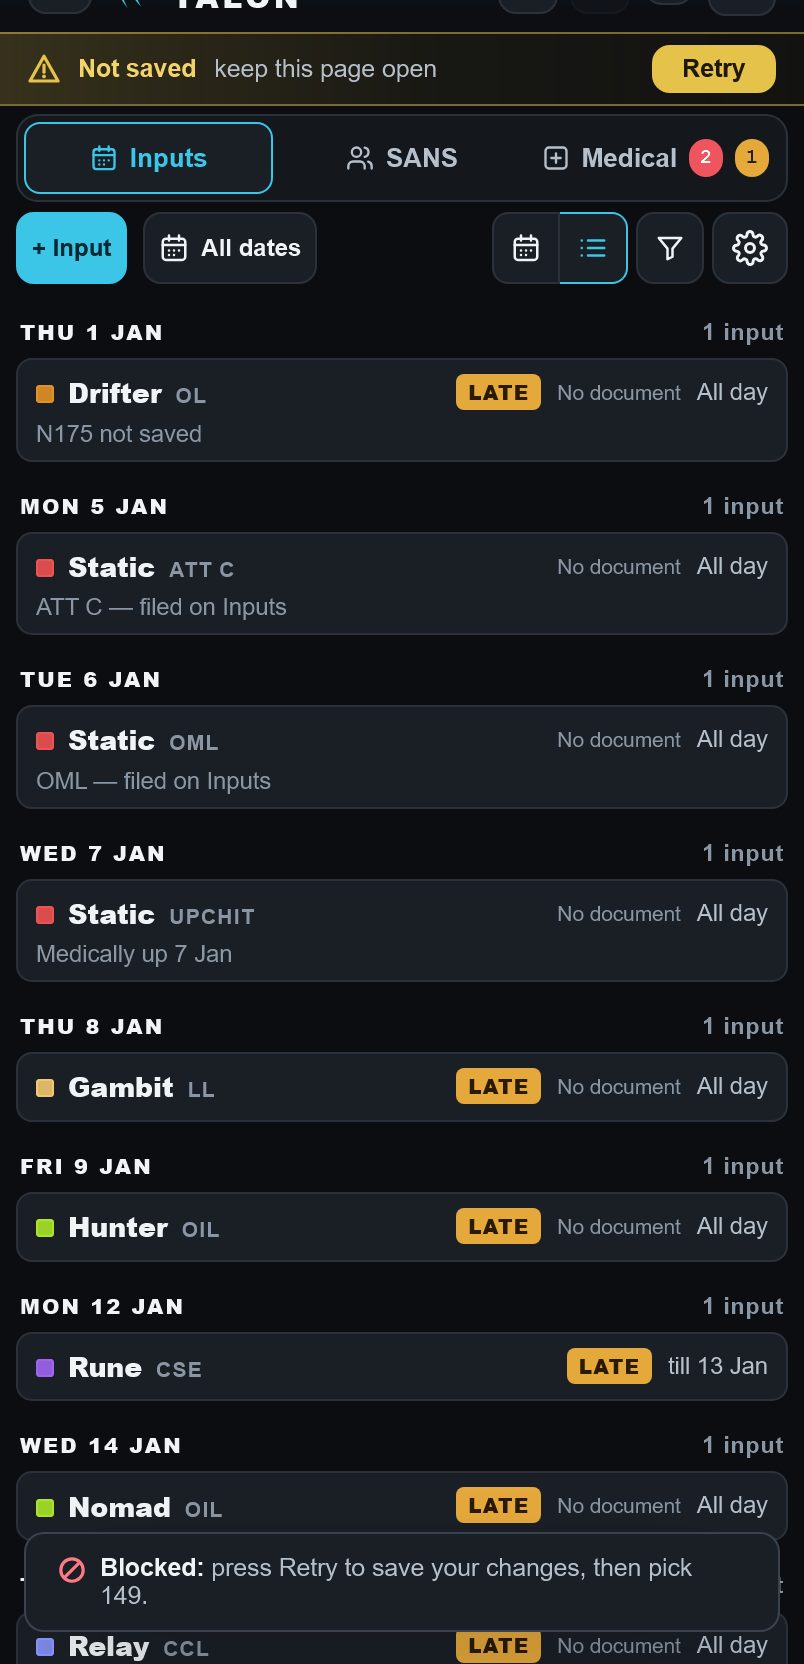 TALON
Not saved keep this page open Retry
Inputs SANS Medical 2 1
+ Input All dates
THU 1 JAN 1 input
Drifter OL LATE No document All day
N175 not saved
MON 5 JAN 1 input
Static ATT C No document All day
ATT C — filed on Inputs
TUE 6 JAN 1 input
Static OML No document All day
OML — filed on Inputs
WED 7 JAN 1 input
Static UPCHIT No document All day
Medically up 7 Jan
THU 8 JAN 1 input
Gambit LL LATE No document All day
FRI 9 JAN 1 input
Hunter OIL LATE No document All day
MON 12 JAN 1 input
Rune CSE LATE till 13 Jan
WED 14 JAN 1 input
Nomad OIL LATE No document All day
Blocked: press Retry to save your changes, then pick
149.
Relay CCL LATE No document All day